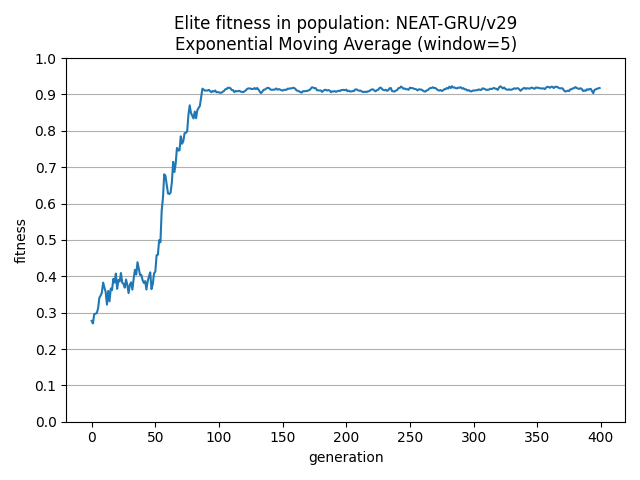 Elite fitness in population: NEAT-GRU/v29
Exponential Moving Average (window=5)
1.0
0.9
0.8
0.7
0.6
0.5
0.4
0.3
0.2
0.1
0.0
fitness
0 50 100 150 200 250 300 350 400
generation